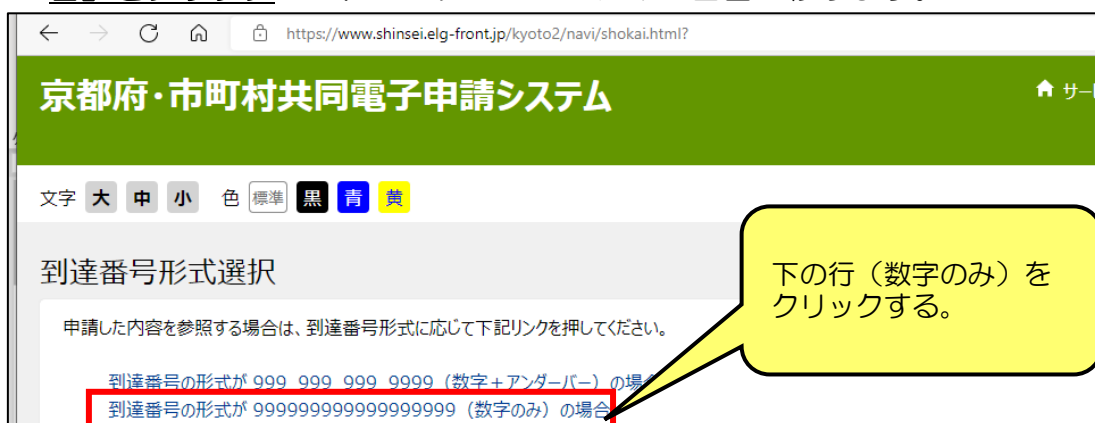 https://www.shinsei.elg-front.jp/kyoto2/navi/shokai.html?
京都府・市町村共同電子申請システム
サー
文字 大 中 小 色 標準 黒 青 黄
到達番号形式選択
下の行（数字のみ）を
クリックする。
申請した内容を参照する場合は、到達番号形式に応じて下記リンクを押してください。
到達番号の形式が 999_999_999_9999（数字+アンダーバー）の場合
到達番号の形式が 999999999999999999（数字のみ）の場合